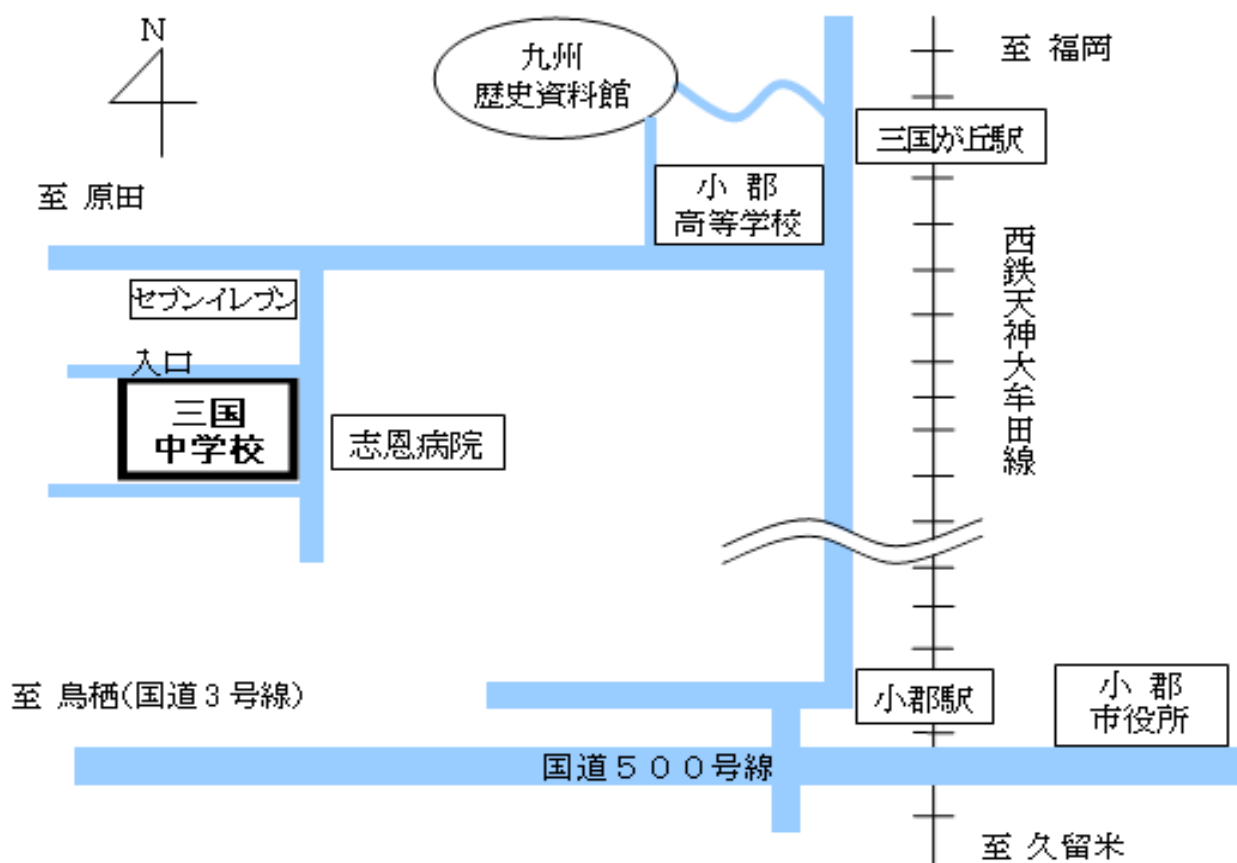 N
九州
歴史資料館
至 福岡
三国が丘駅
至 原田
小 郡
高等学校
西鉄天神大牟田線
セブンイレブン
入口
三国
中学校
志恩病院
至 鳥栖(国道3号線)
小郡駅
小 郡
市役所
国道500号線
至 久留米